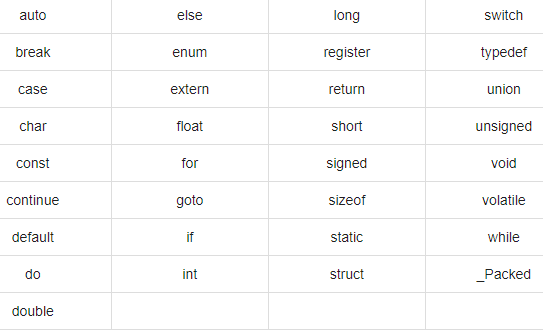 auto else long switch
break enum register typedef
case extern return union
char float short unsigned
const for signed void
continue goto sizeof volatile
default if static while
do int struct _Packed
double